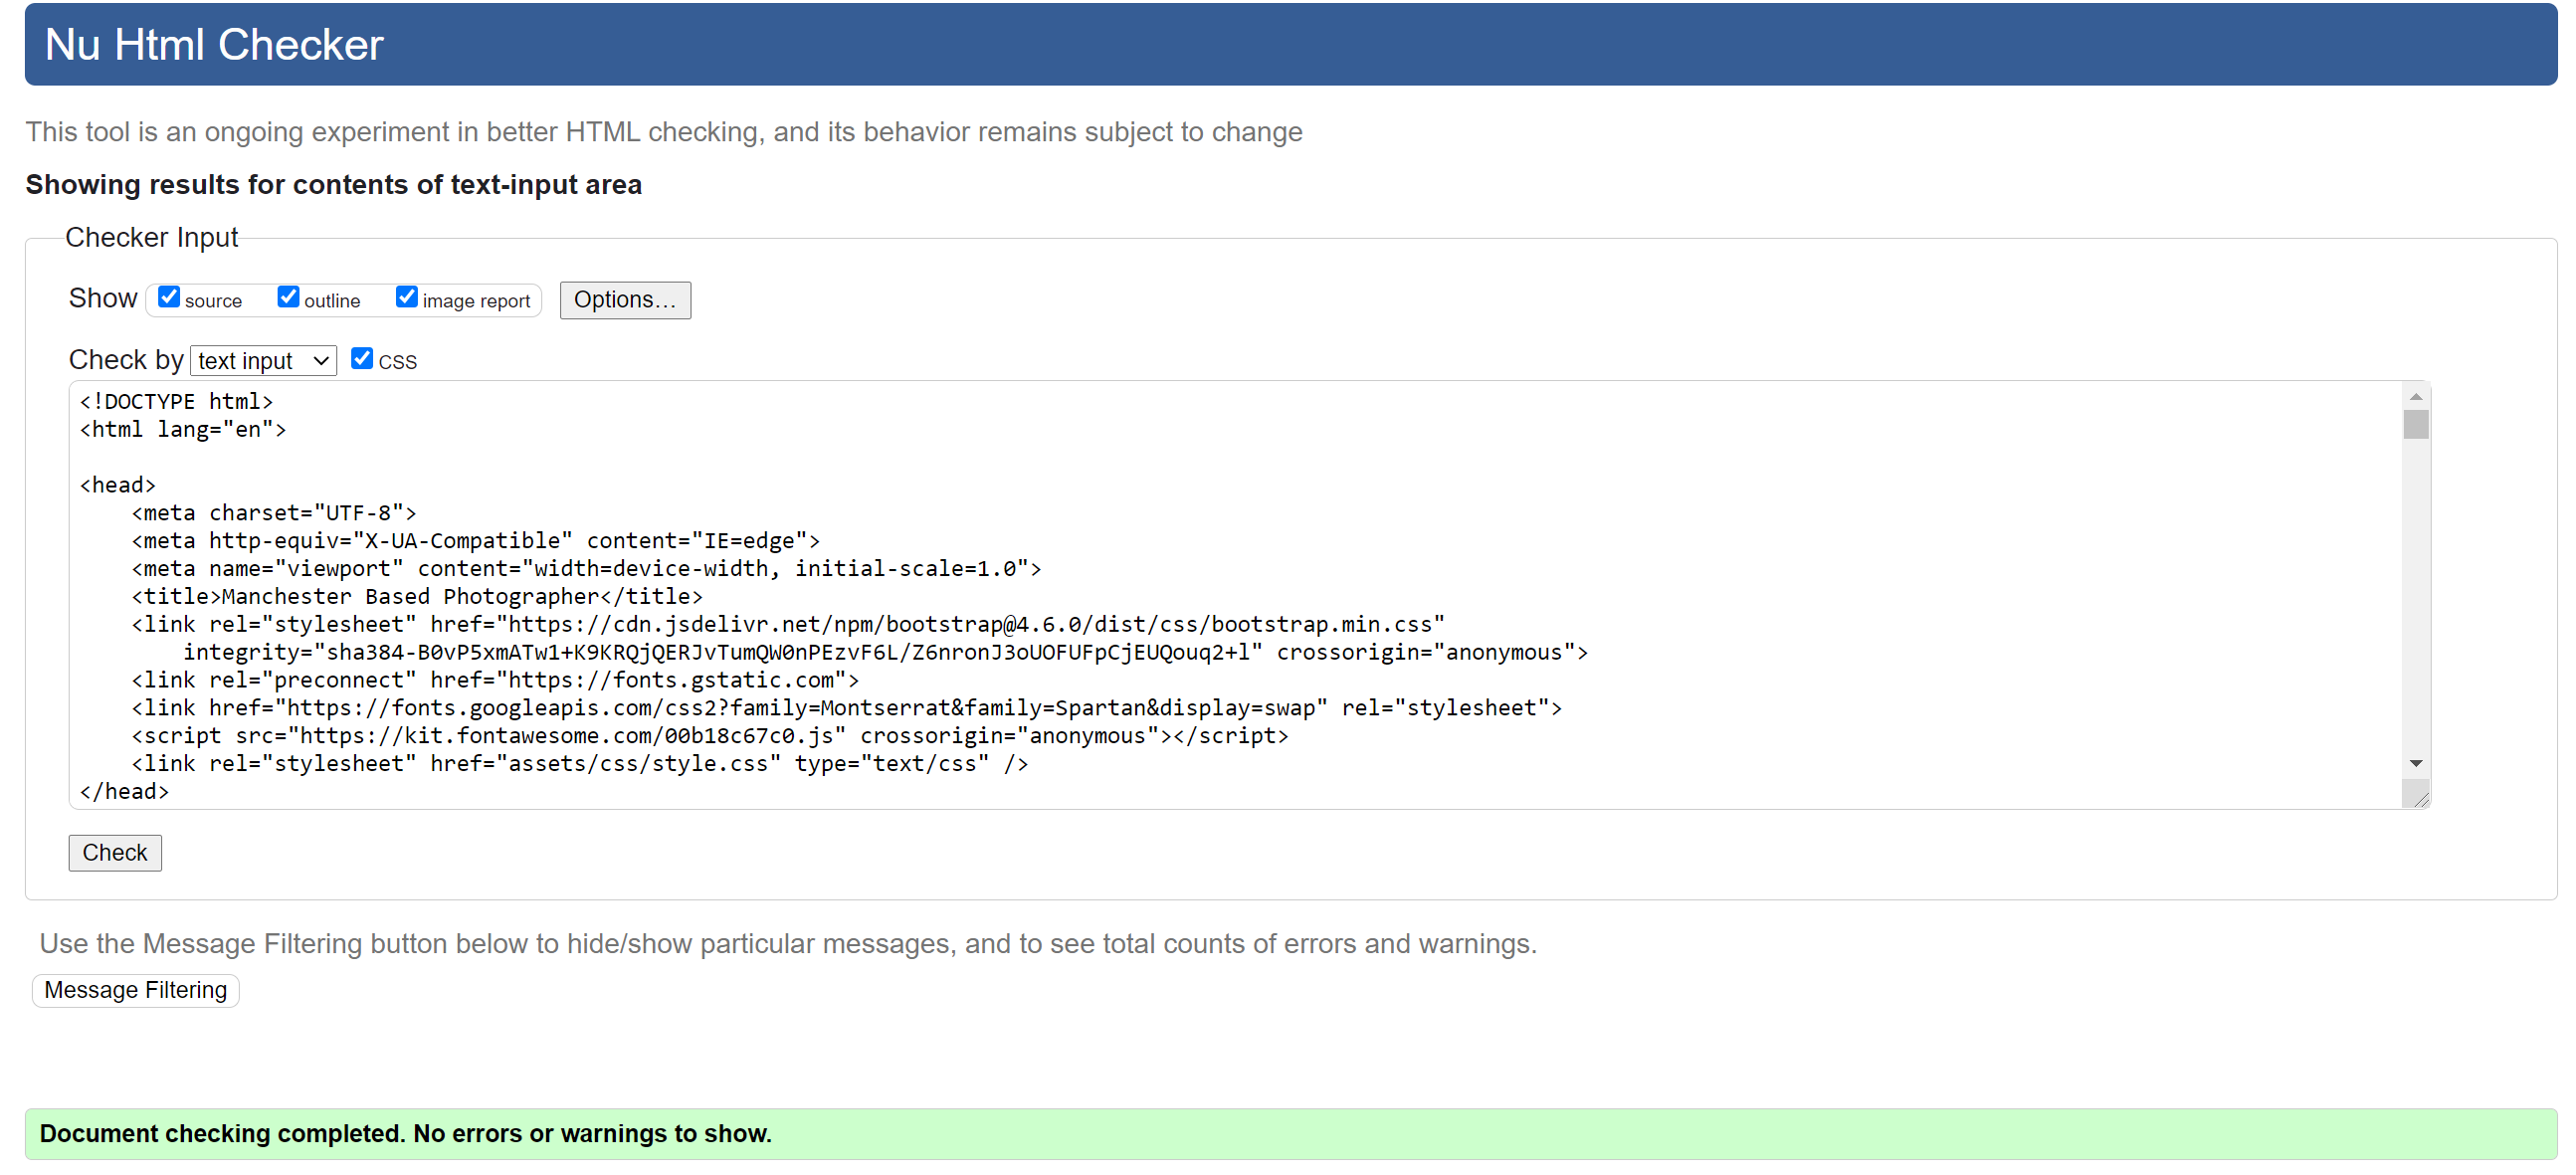 Nu Html Checker
This tool is an ongoing experiment in better HTML checking, and its behavior remains subject to change
Showing results for contents of text-input area
Checker Input
Show source outline image report Options...
Check by text input CSS
<!DOCTYPE html>
<html lang="en">
<head>
    <meta charset="UTF-8">
    <meta http-equiv="X-UA-Compatible" content="IE=edge">
    <meta name="viewport" content="width=device-width, initial-scale=1.0">
    <title>Manchester Based Photographer</title>
    <link rel="stylesheet" href="https://cdn.jsdelivr.net/npm/bootstrap@4.6.0/dist/css/bootstrap.min.css"
        integrity="sha384-B0vP5xmATw1+K9KRQjQERJvTumQW0nPEzvF6L/Z6nronJ3oUOFUFpCjEUQouq2+l" crossorigin="anonymous">
    <link rel="preconnect" href="https://fonts.gstatic.com">
    <link href="https://fonts.googleapis.com/css2?family=Montserrat&family=Spartan&display=swap" rel="stylesheet">
    <script src="https://kit.fontawesome.com/00b18c67c0.js" crossorigin="anonymous"></script>
    <link rel="stylesheet" href="assets/css/style.css" type="text/css" />
</head>
Check
Use the Message Filtering button below to hide/show particular messages, and to see total counts of errors and warnings.
Message Filtering
Document checking completed. No errors or warnings to show.